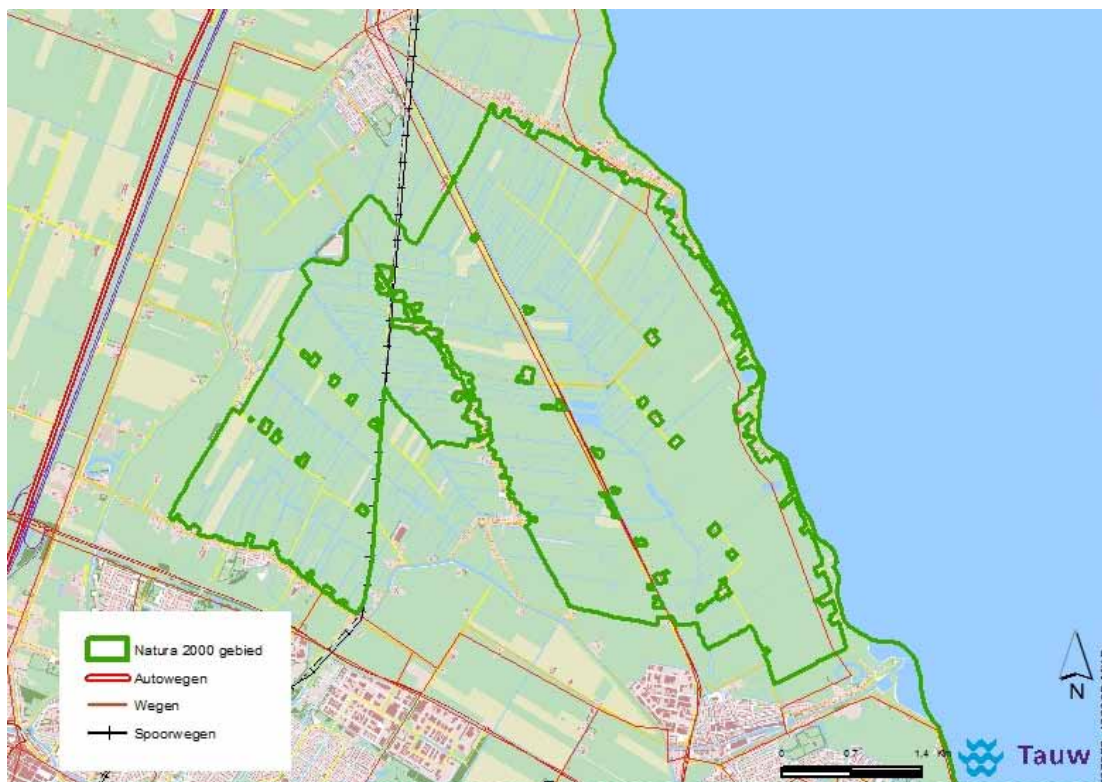 Natura 2000 gebied
Autowegen
Wegen
Spoorwegen
N
0 0.7 1.4 Km
Tauw